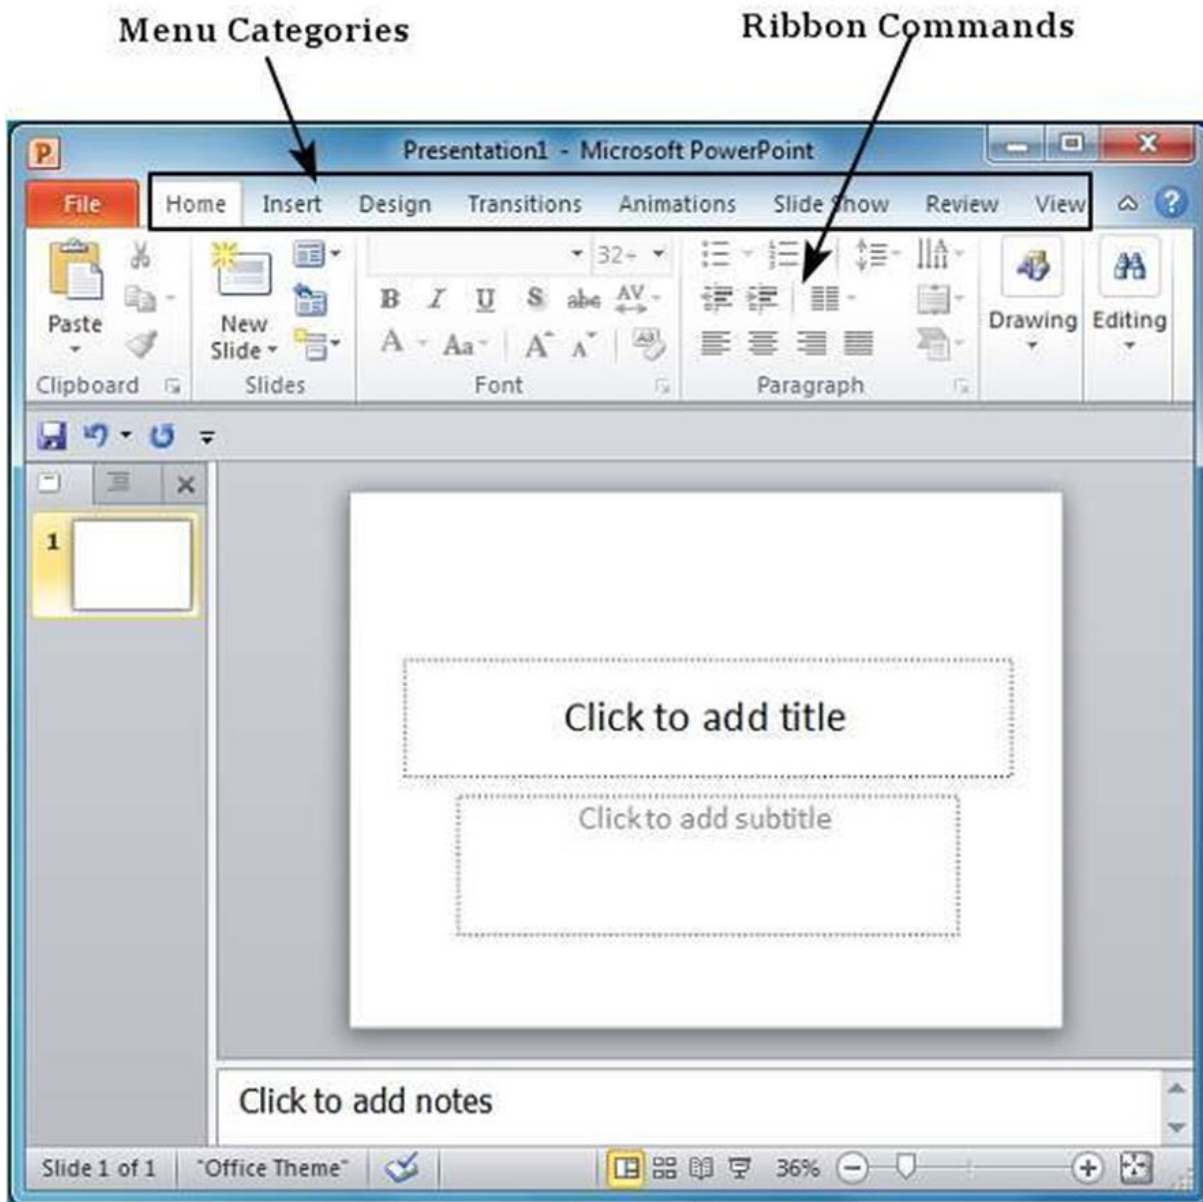 Menu Categories
Ribbon Commands
Presentation1 - Microsoft PowerPoint
File Home Insert Design Transitions Animations Slide Show Review View
32+
B I U S abc AV
Paste
New
Slide
A Aa A A
Drawing
Editing
Clipboard
Slides
Font
Paragraph
1
Click to add title
Click to add subtitle
Click to add notes
Slide 1 of 1 "Office Theme" 36%